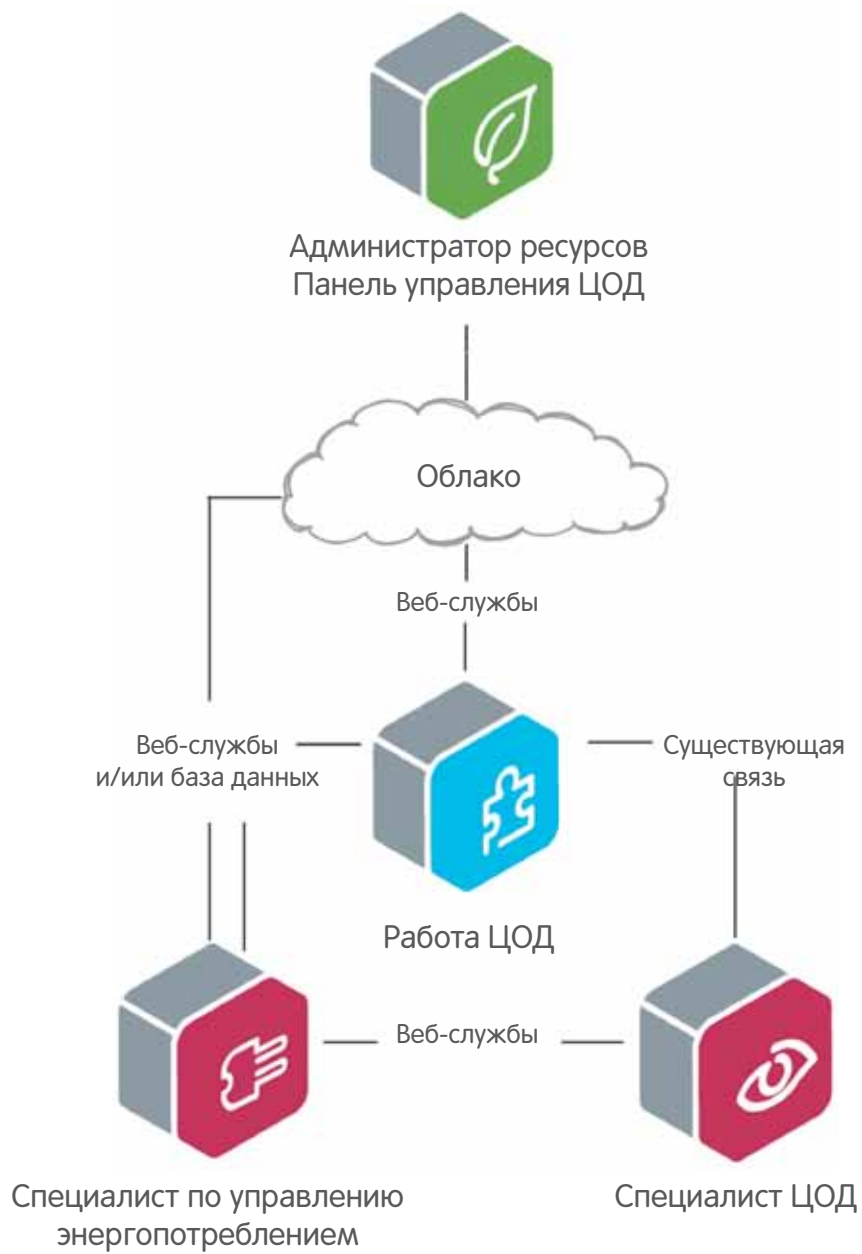 Администратор ресурсов
Панель управления ЦОД
Облако
Веб-службы
Веб-службы
и/или база данных
Существующая
связь
Работа ЦОД
Веб-службы
Специалист по управлению
энергопотреблением
Специалист ЦОД